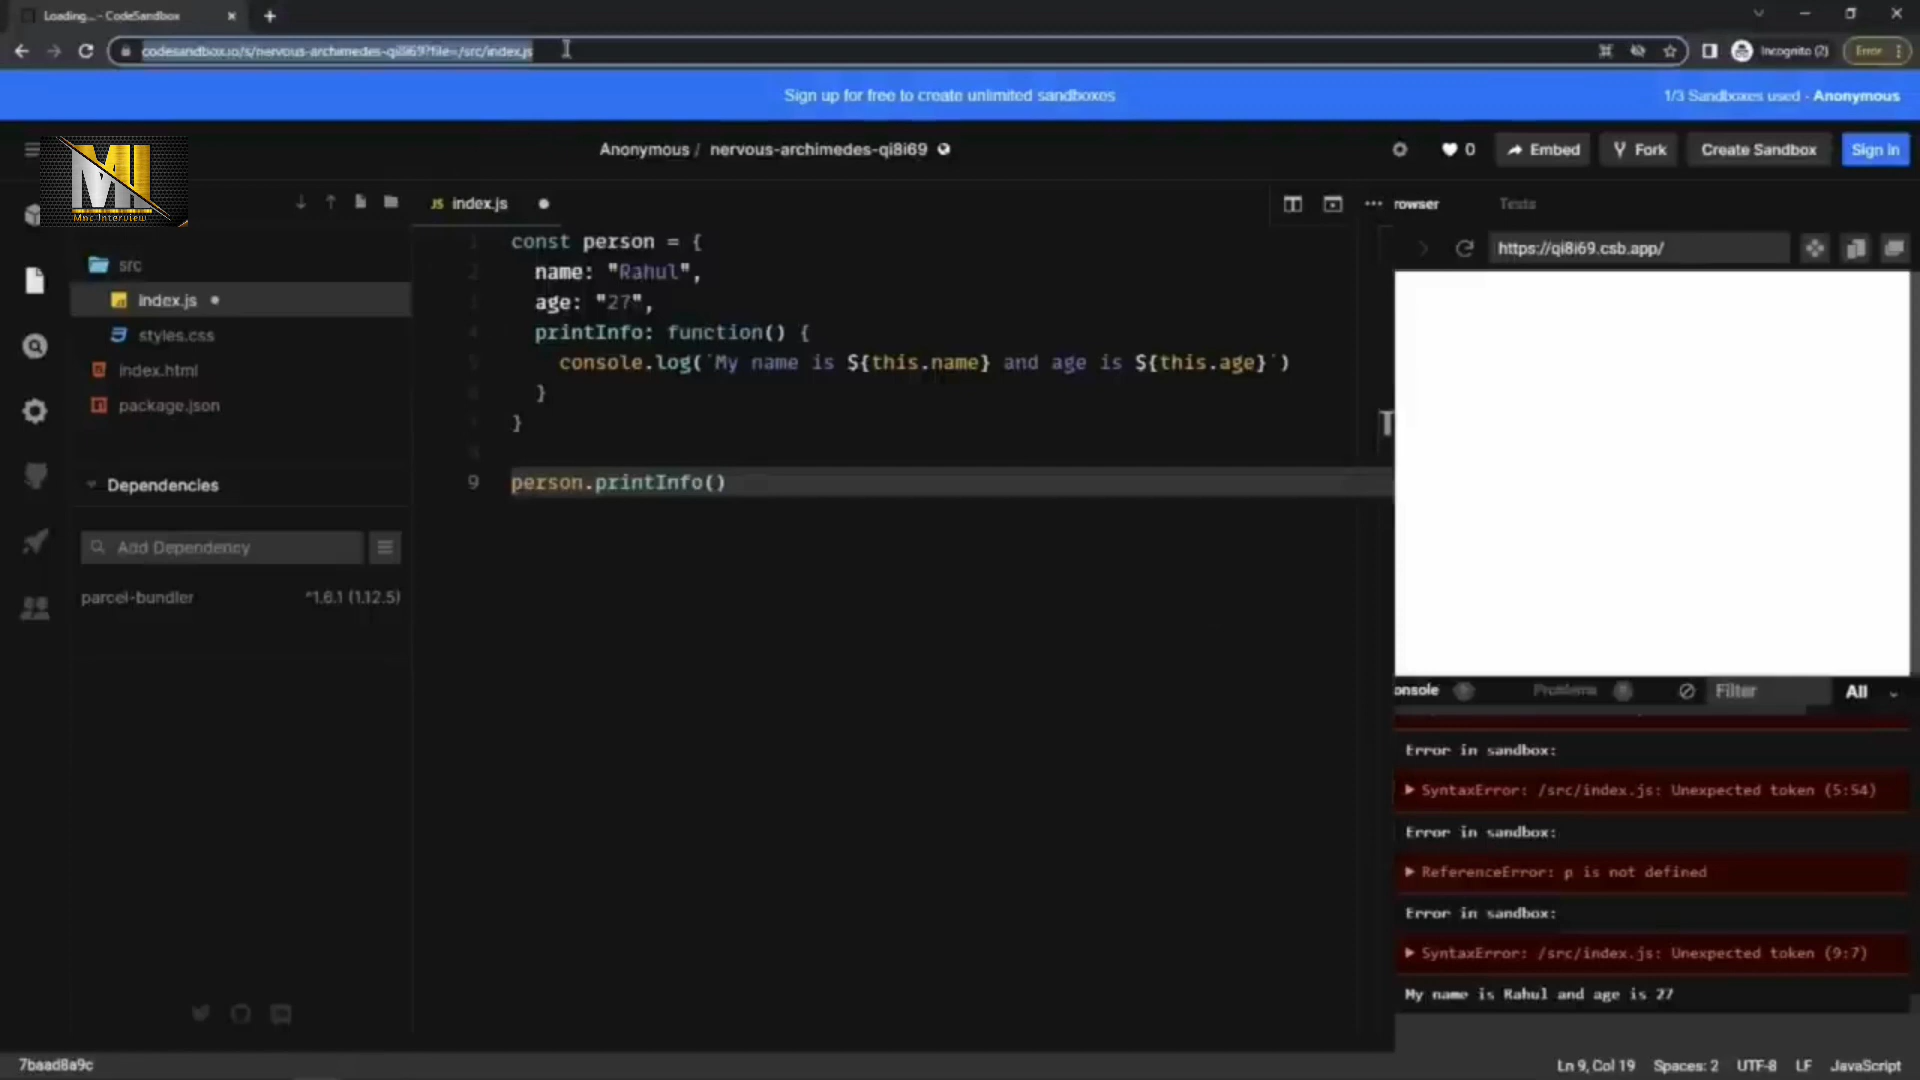 Loading... - CodeSandbox
codesandbox.io/s/nervous-archimedes-qi8i69?file=/src/index.js
Incognito (2)
Error
Sign up for free to create unlimited sandboxes
1/3 Sandboxes used - Anonymous
MI
Mnc Interview
Anonymous / nervous-archimedes-qi8i69
0
Embed
Fork
Create Sandbox
Sign In
JS index.js
rowser
Tests
https://qi8i69.csb.app/
src
index.js
styles.css
index.html
package.json
Dependencies
Add Dependency
parcel-bundler ^1.6.1 (1.12.5)
const person = {
name: "Rahul",
age: "27",
printInfo: function() {
console.log(`My name is ${this.name} and age is ${this.age}`)
}
}
9 person.printInfo()
onsole
Problems
Filter
All
Error in sandbox:
SyntaxError: /src/index.js: Unexpected token (5:54)
Error in sandbox:
ReferenceError: p is not defined
Error in sandbox:
SyntaxError: /src/index.js: Unexpected token (9:7)
My name is Rahul and age is 27
7baad8a9c
Ln 9, Col 19 Spaces: 2 UTF-8 LF JavaScript